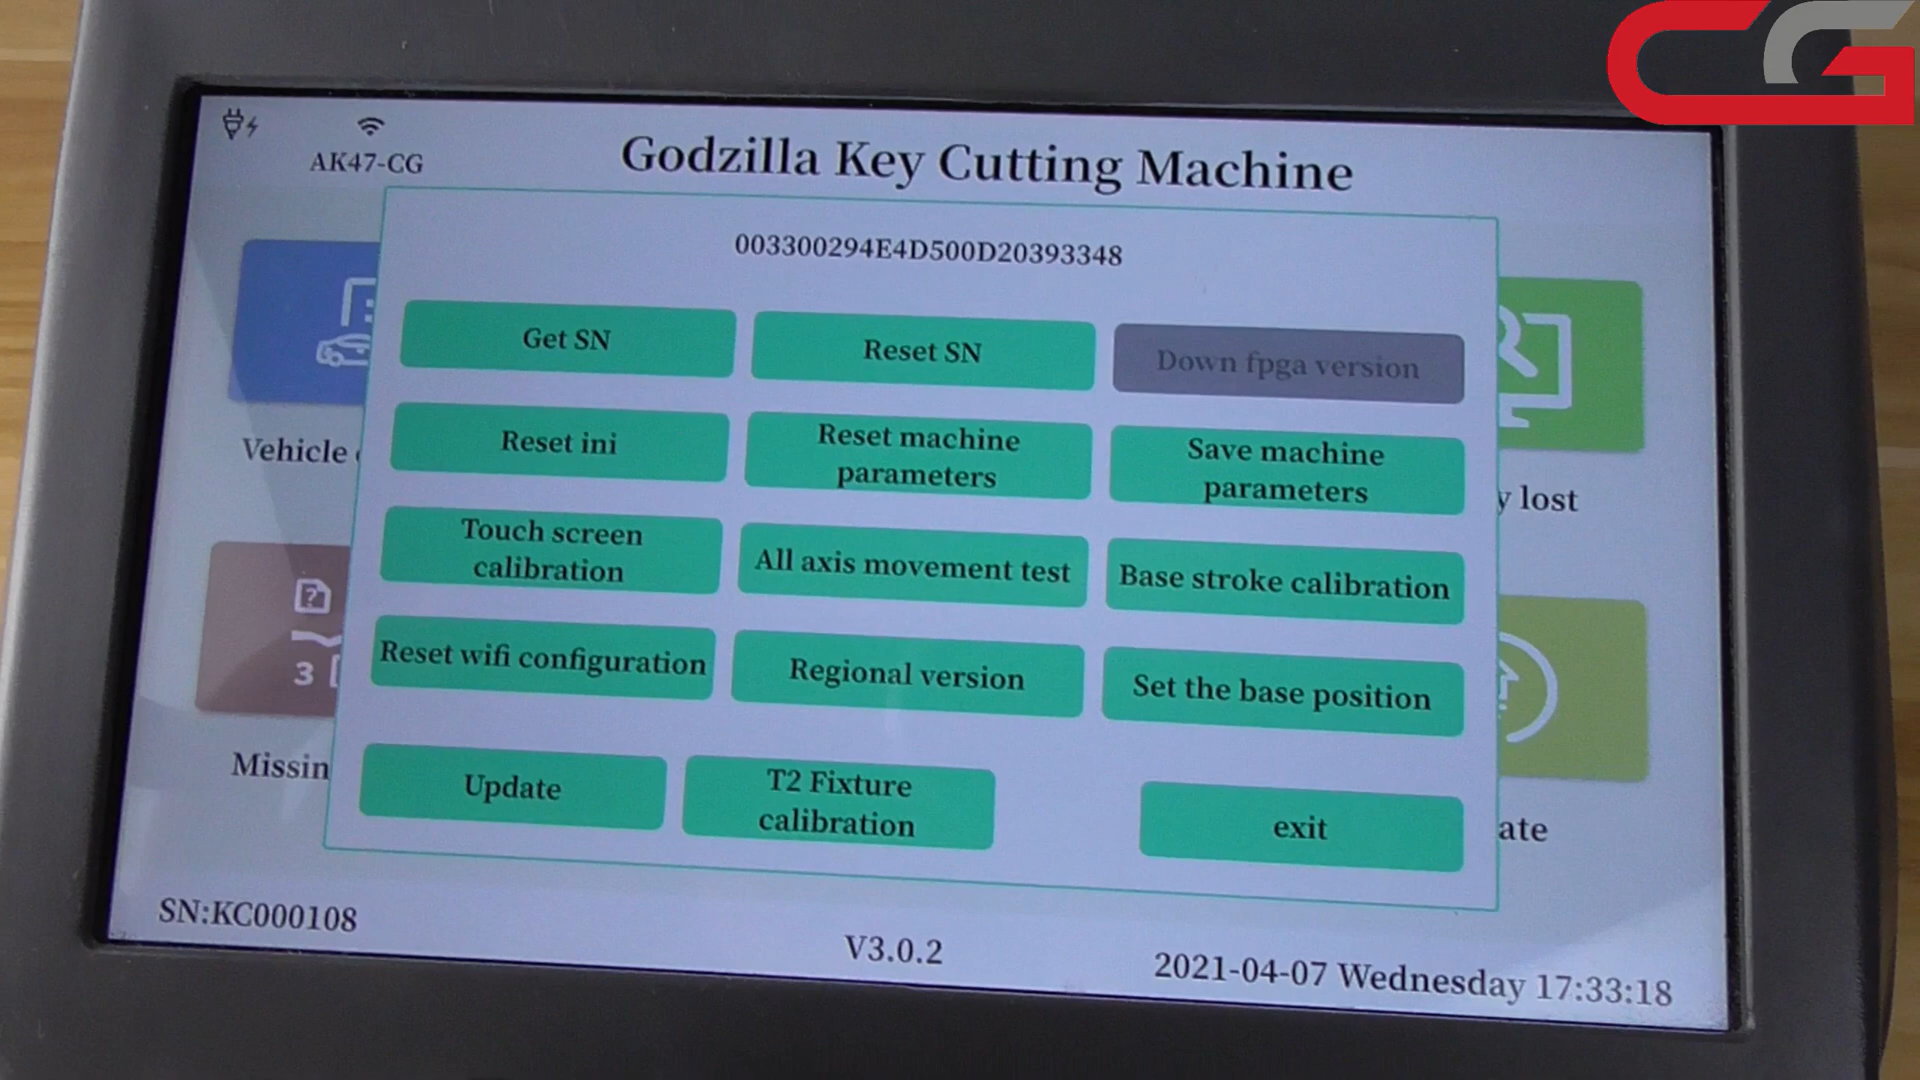 CG
AK47-CG
Godzilla Key Cutting Machine
003300294E4D500D20393348
Get SN
Reset SN
Down fpga version
Reset ini
Reset machine
parameters
Save machine
parameters
Vehicle
lost
Touch screen
calibration
All axis movement test
Base stroke calibration
3
Reset wifi configuration
Regional version
Set the base position
Missin
Update
T2 Fixture
calibration
exit
ate
SN:KC000108
V3.0.2
2021-04-07 Wednesday 17:33:18